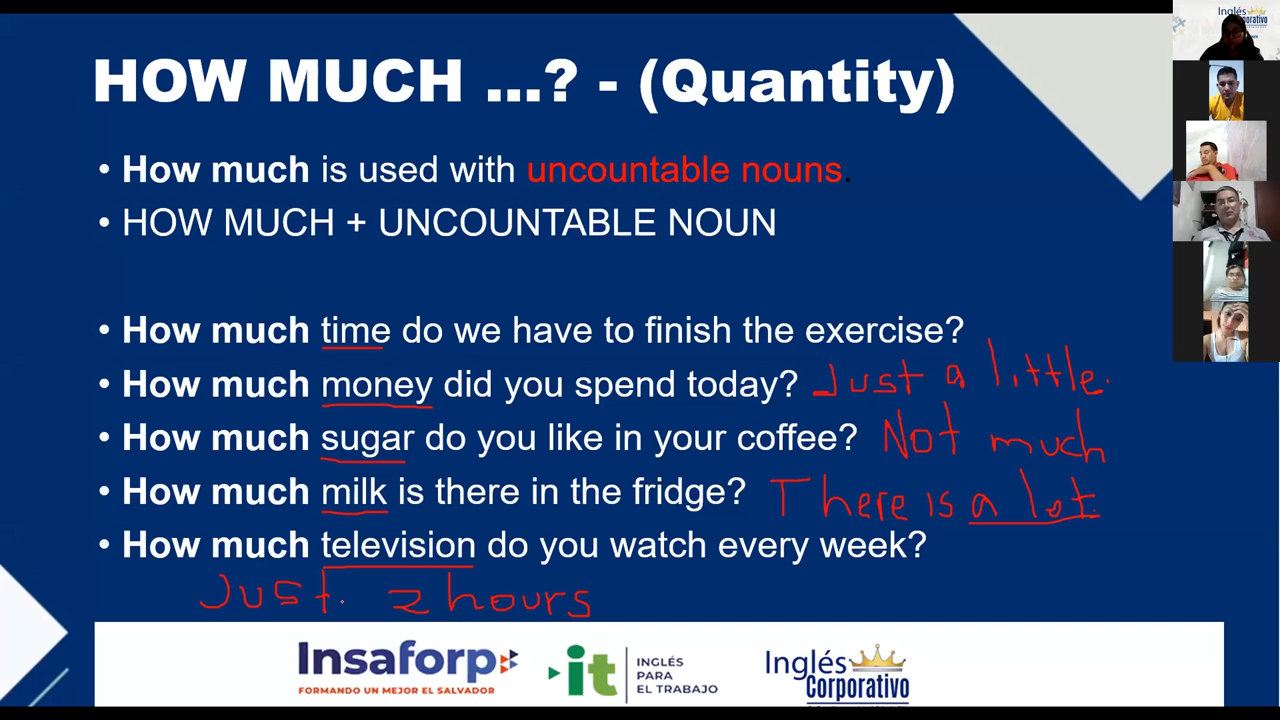 HOW MUCH ...? - (Quantity)
• How much is used with uncountable nouns.
• HOW MUCH + UNCOUNTABLE NOUN
• How much time do we have to finish the exercise?
• How much money did you spend today? Just a little.
• How much sugar do you like in your coffee? Not much
• How much milk is there in the fridge? There is a lot.
• How much television do you watch every week?
Just 2 hours
Insaforp
FORMANDO UN MEJOR EL SALVADOR
it
INGLÉS
PARA
EL TRABAJO
Inglés
Corporativo
Inglés
Corporativo